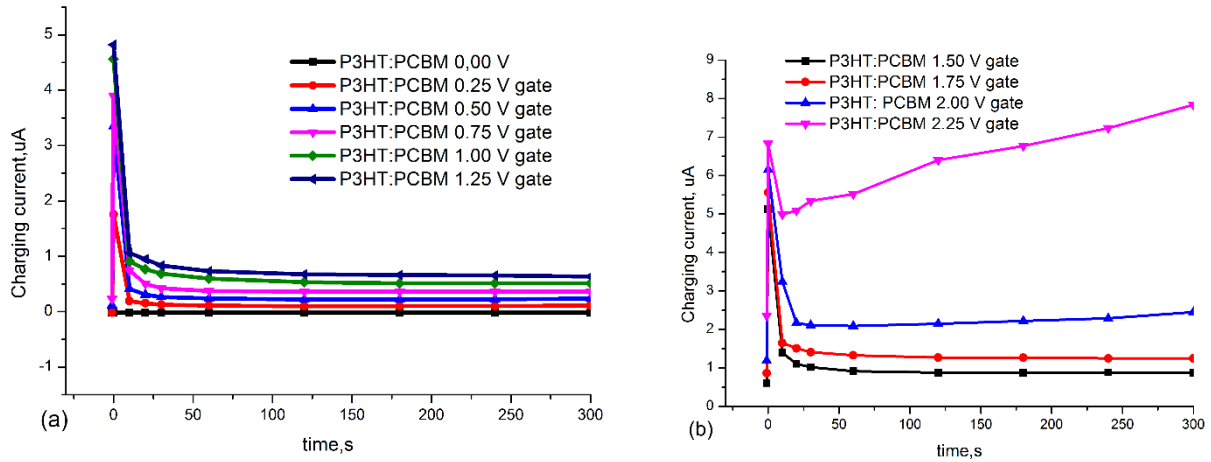 5
4
3
2
1
0
-1
Charging current,uA
P3HT:PCBM 0,00 V
P3HT:PCBM 0.25 V gate
P3HT:PCBM 0.50 V gate
P3HT:PCBM 0.75 V gate
P3HT:PCBM 1.00 V gate
P3HT:PCBM 1.25 V gate
0 50 100 150 200 250 300
(a)
time,s
9
8
7
6
5
4
3
2
1
0
Charging current, uA
P3HT:PCBM 1.50 V gate
P3HT:PCBM 1.75 V gate
P3HT: PCBM 2.00 V gate
P3HT:PCBM 2.25 V gate
0 50 100 150 200 250 300
(b)
time,s